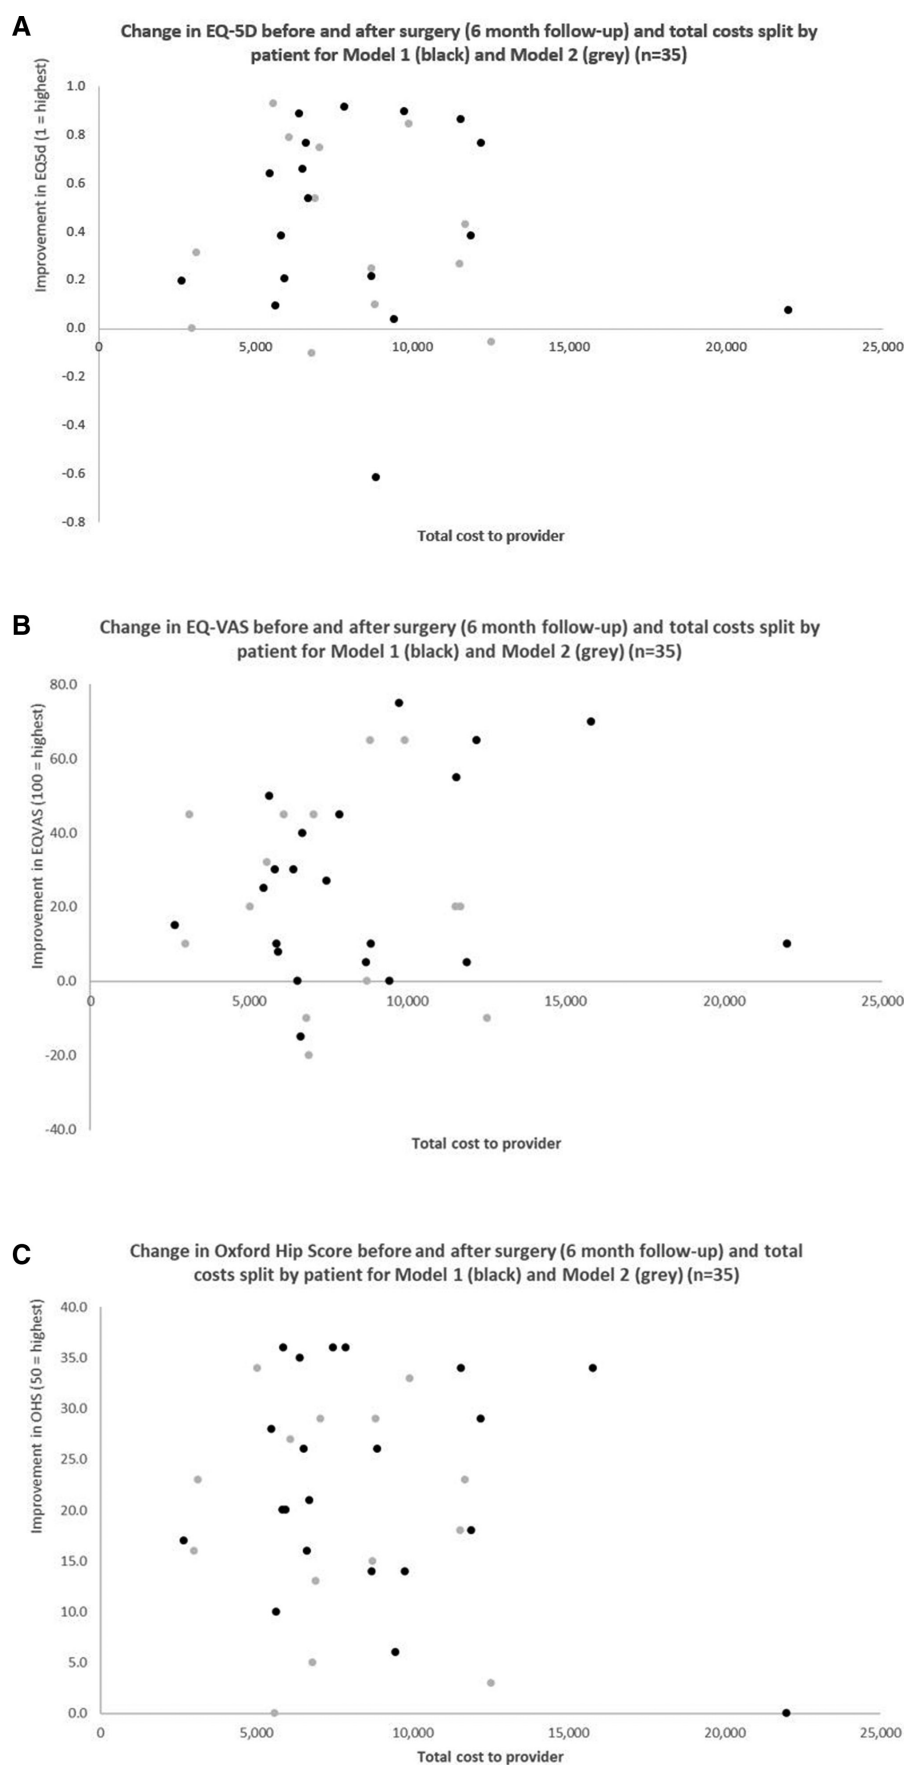 A
Change in EQ-5D before and after surgery (6 month follow-up) and total costs split by
patient for Model 1 (black) and Model 2 (grey) (n=35)
Improvement in EQ5d (1 = highest)
1.0
0.8
0.6
0.4
0.2
0.0
-0.2
-0.4
-0.6
-0.8
0 5,000 10,000 15,000 20,000 25,000
Total cost to provider
B
Change in EQ-VAS before and after surgery (6 month follow-up) and total costs split by
patient for Model 1 (black) and Model 2 (grey) (n=35)
Improvement in EQVAS (100 = highest)
80.0
60.0
40.0
20.0
0.0
-20.0
-40.0
0 5,000 10,000 15,000 20,000 25,000
Total cost to provider
C
Change in Oxford Hip Score before and after surgery (6 month follow-up) and total
costs split by patient for Model 1 (black) and Model 2 (grey) (n=35)
Improvement in OHS (50 = highest)
40.0
35.0
30.0
25.0
20.0
15.0
10.0
5.0
0.0
0 5,000 10,000 15,000 20,000 25,000
Total cost to provider